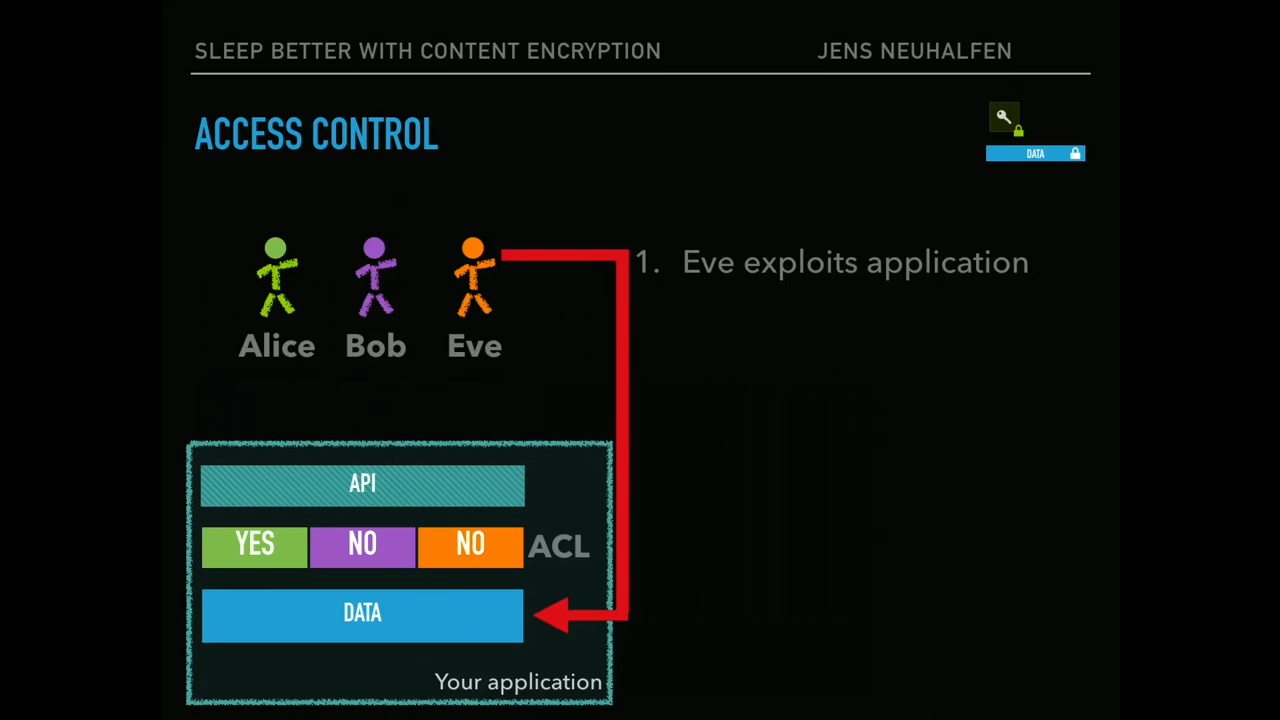 SLEEP BETTER WITH CONTENT ENCRYPTION JENS NEUHALFEN
ACCESS CONTROL
DATA
1. Eve exploits application
Alice Bob Eve
API
YES NO NO ACL
DATA
Your application